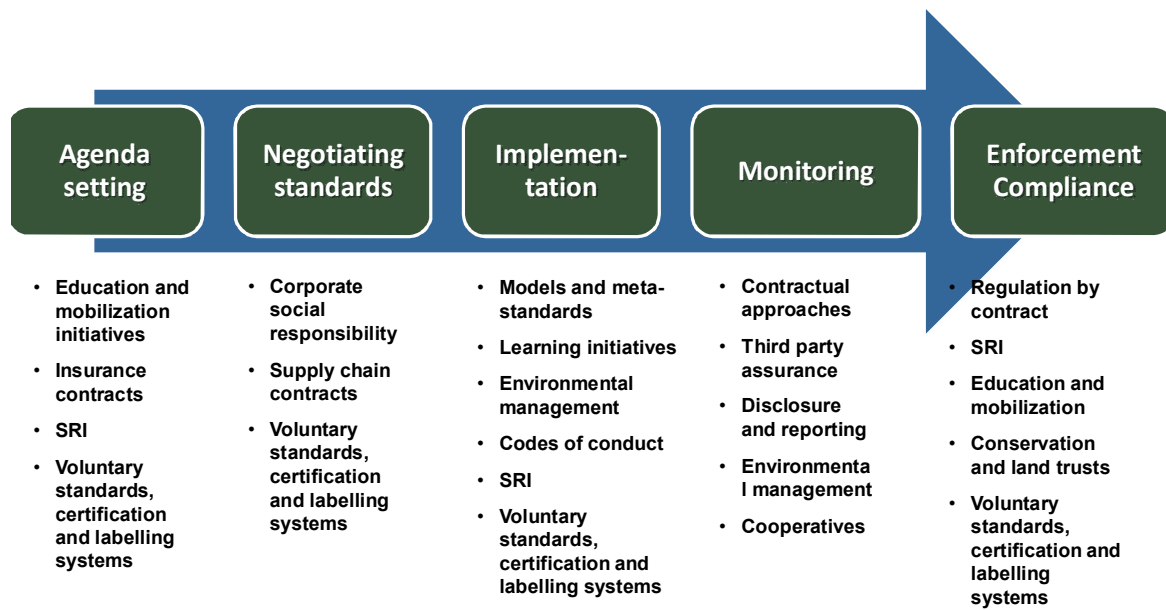 Agenda
setting
Negotiating
standards
Implemen-
tation
Monitoring
Enforcement
Compliance
• Education and
mobilization
initiatives
• Insurance
contracts
• SRI
• Voluntary
standards,
certification
and labelling
systems
• Corporate
social
responsibility
• Supply chain
contracts
• Voluntary
standards,
certification
and labelling
systems
• Models and meta-
standards
• Learning initiatives
• Environmental
management
• Codes of conduct
• SRI
• Voluntary
standards,
certification and
labelling systems
• Contractual
approaches
• Third party
assurance
• Disclosure
and reporting
• Environmenta
l management
• Cooperatives
• Regulation by
contract
• SRI
• Education and
mobilization
• Conservation
and land trusts
• Voluntary
standards,
certification and
labelling
systems